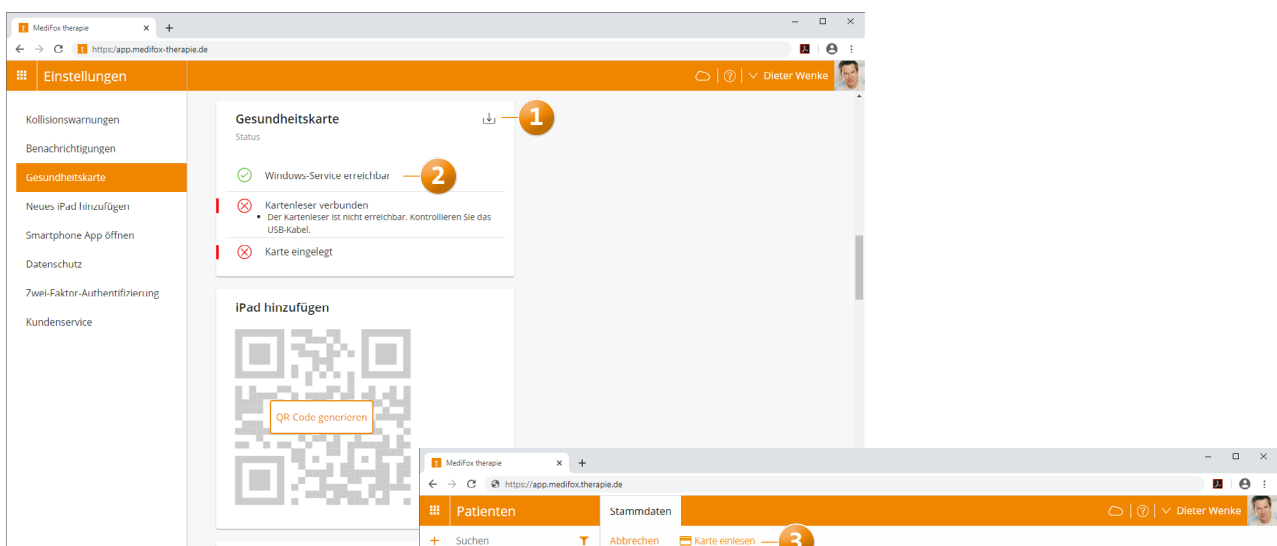 MediFox therapie
https:/app.medifox-therapie.de
Einstellungen
Dieter Wenke
Kollisionswarnungen
Benachrichtigungen
Gesundheitskarte
Neues iPad hinzufügen
Smartphone App öffnen
Datenschutz
Zwei-Faktor-Authentifizierung
Kundenservice
Gesundheitskarte
1
Status
Windows-Service erreichbar
2
Kartenleser verbunden
• Der Kartenleser ist nicht erreichbar. Kontrollieren Sie das
USB-Kabel.
Karte eingelegt
iPad hinzufügen
QR Code generieren
MediFox therapie
https://app.medifox.therapie.de
Patienten
Stammdaten
Dieter Wenke
+ Suchen
Abbrechen
Karte einlesen
3